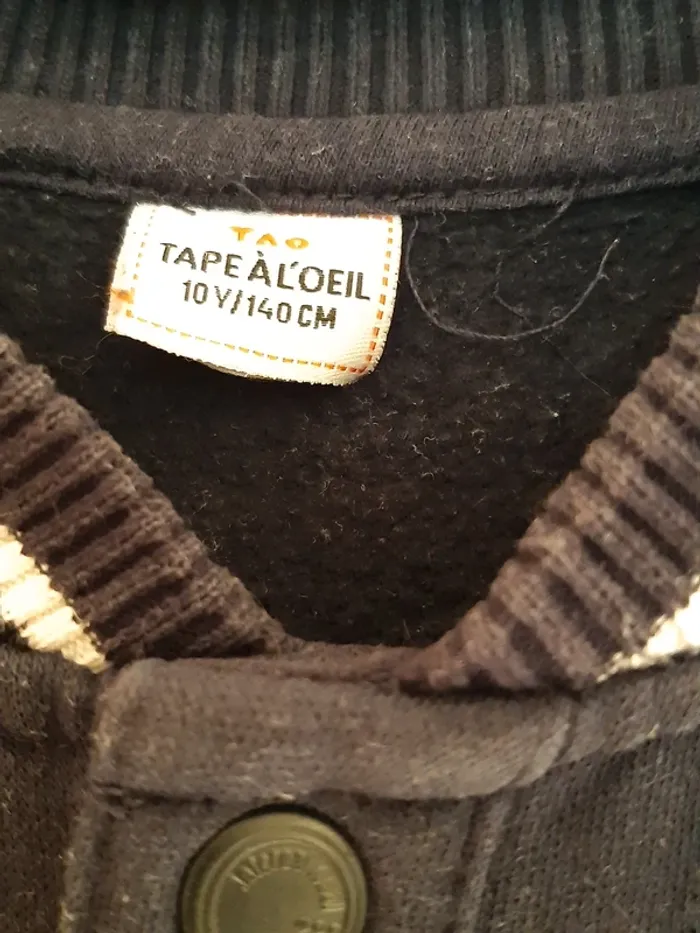 TAO
TAPE À L'OEIL
10 Y/140 CM